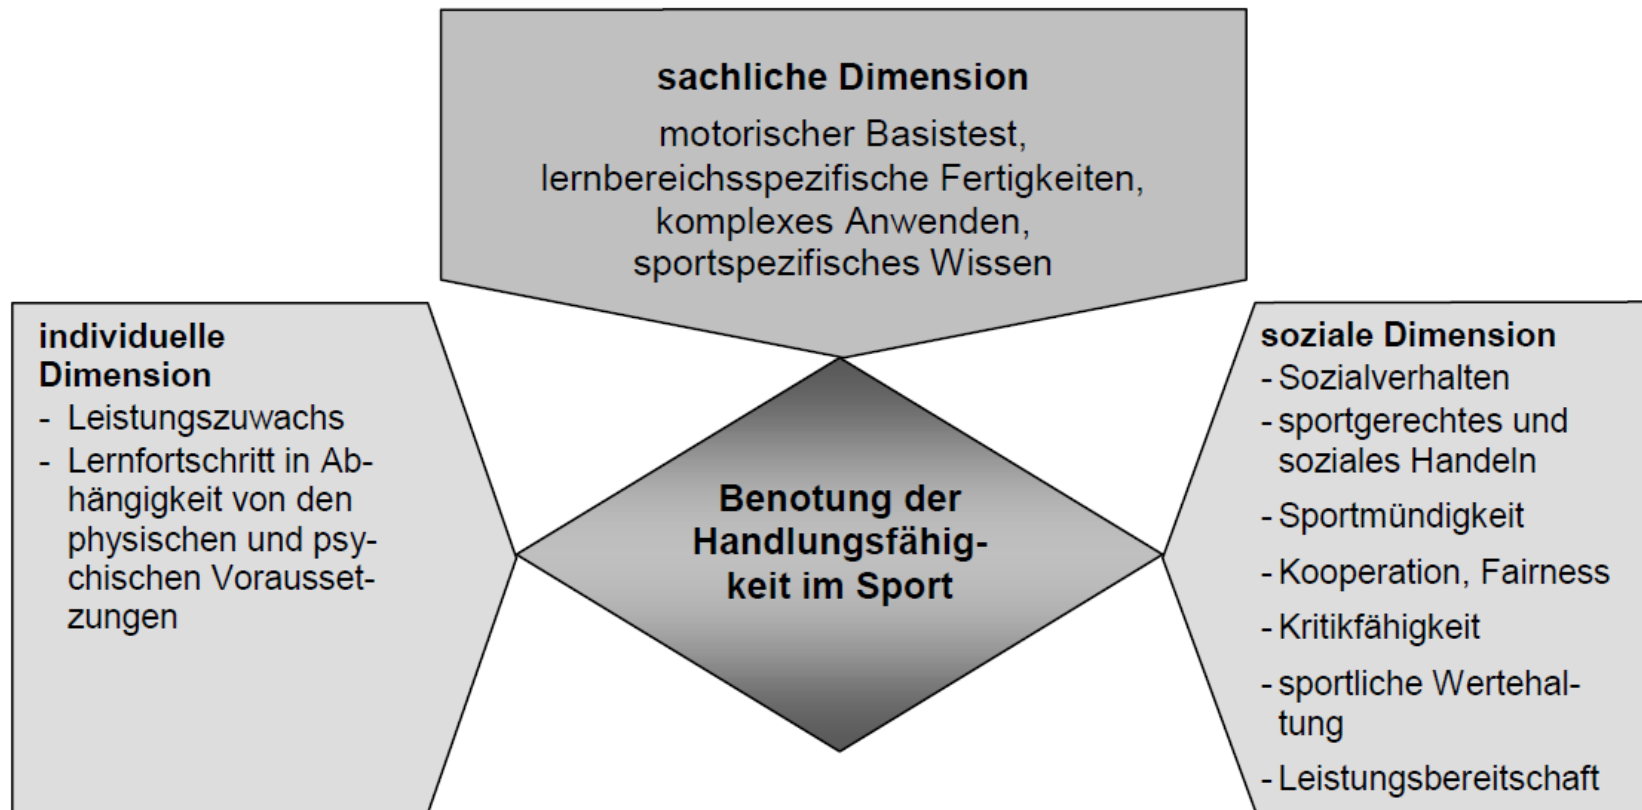 sachliche Dimension
motorischer Basistest,
lernbereichsspezifische Fertigkeiten,
komplexes Anwenden,
sportspezifisches Wissen
individuelle
Dimension
- Leistungszuwachs
- Lernfortschritt in Ab-
hängigkeit von den
physischen und psy-
chischen Vorausset-
zungen
Benotung der
Handlungsfähig-
keit im Sport
soziale Dimension
- Sozialverhalten
- sportgerechtes und
soziales Handeln
- Sportmündigkeit
- Kooperation, Fairness
- Kritikfähigkeit
- sportliche Wertehal-
tung
- Leistungsbereitschaft